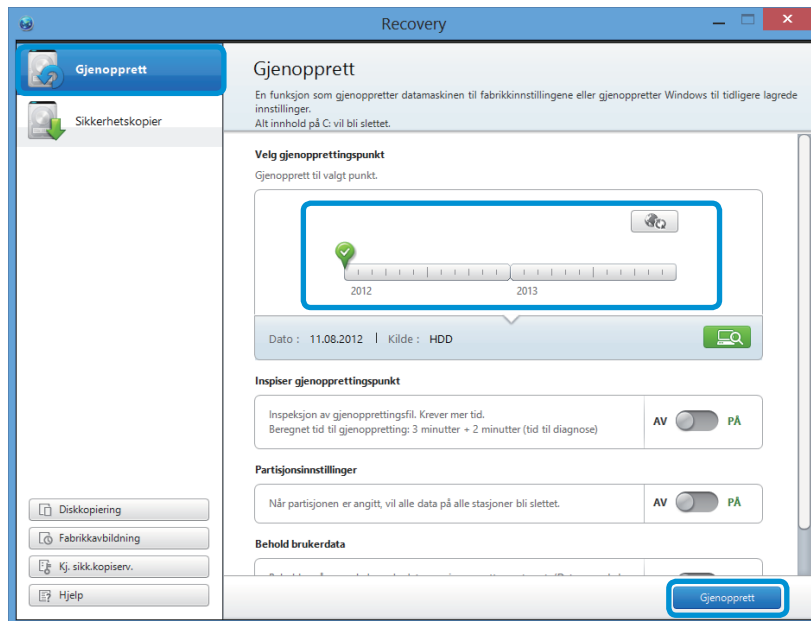 Recovery
Gjenopprett
Sikkerhetskopier
Diskkopiering
Fabrikkavbildning
Kj. sikk.kopiserv.
Hjelp
Gjenopprett
En funksjon som gjenoppretter datamaskinen til fabrikkinnstillingene eller gjenoppretter Windows til tidligere lagrede
innstillinger.
Alt innhold på C: vil bli slettet.
Velg gjenopprettingspunkt
Gjenopprett til valgt punkt.
2012 2013
Dato : 11.08.2012 | Kilde : HDD
Inspiser gjenopprettingspunkt
Inspeksjon av gjenopprettingsfil. Krever mer tid.
Beregnet tid til gjenoppretting: 3 minutter + 2 minutter (tid til diagnose)
AV PÅ
Partisjonsinnstillinger
Når partisjonen er angitt, vil alle data på alle stasjoner bli slettet.
AV PÅ
Behold brukerdata
Gjenopprett